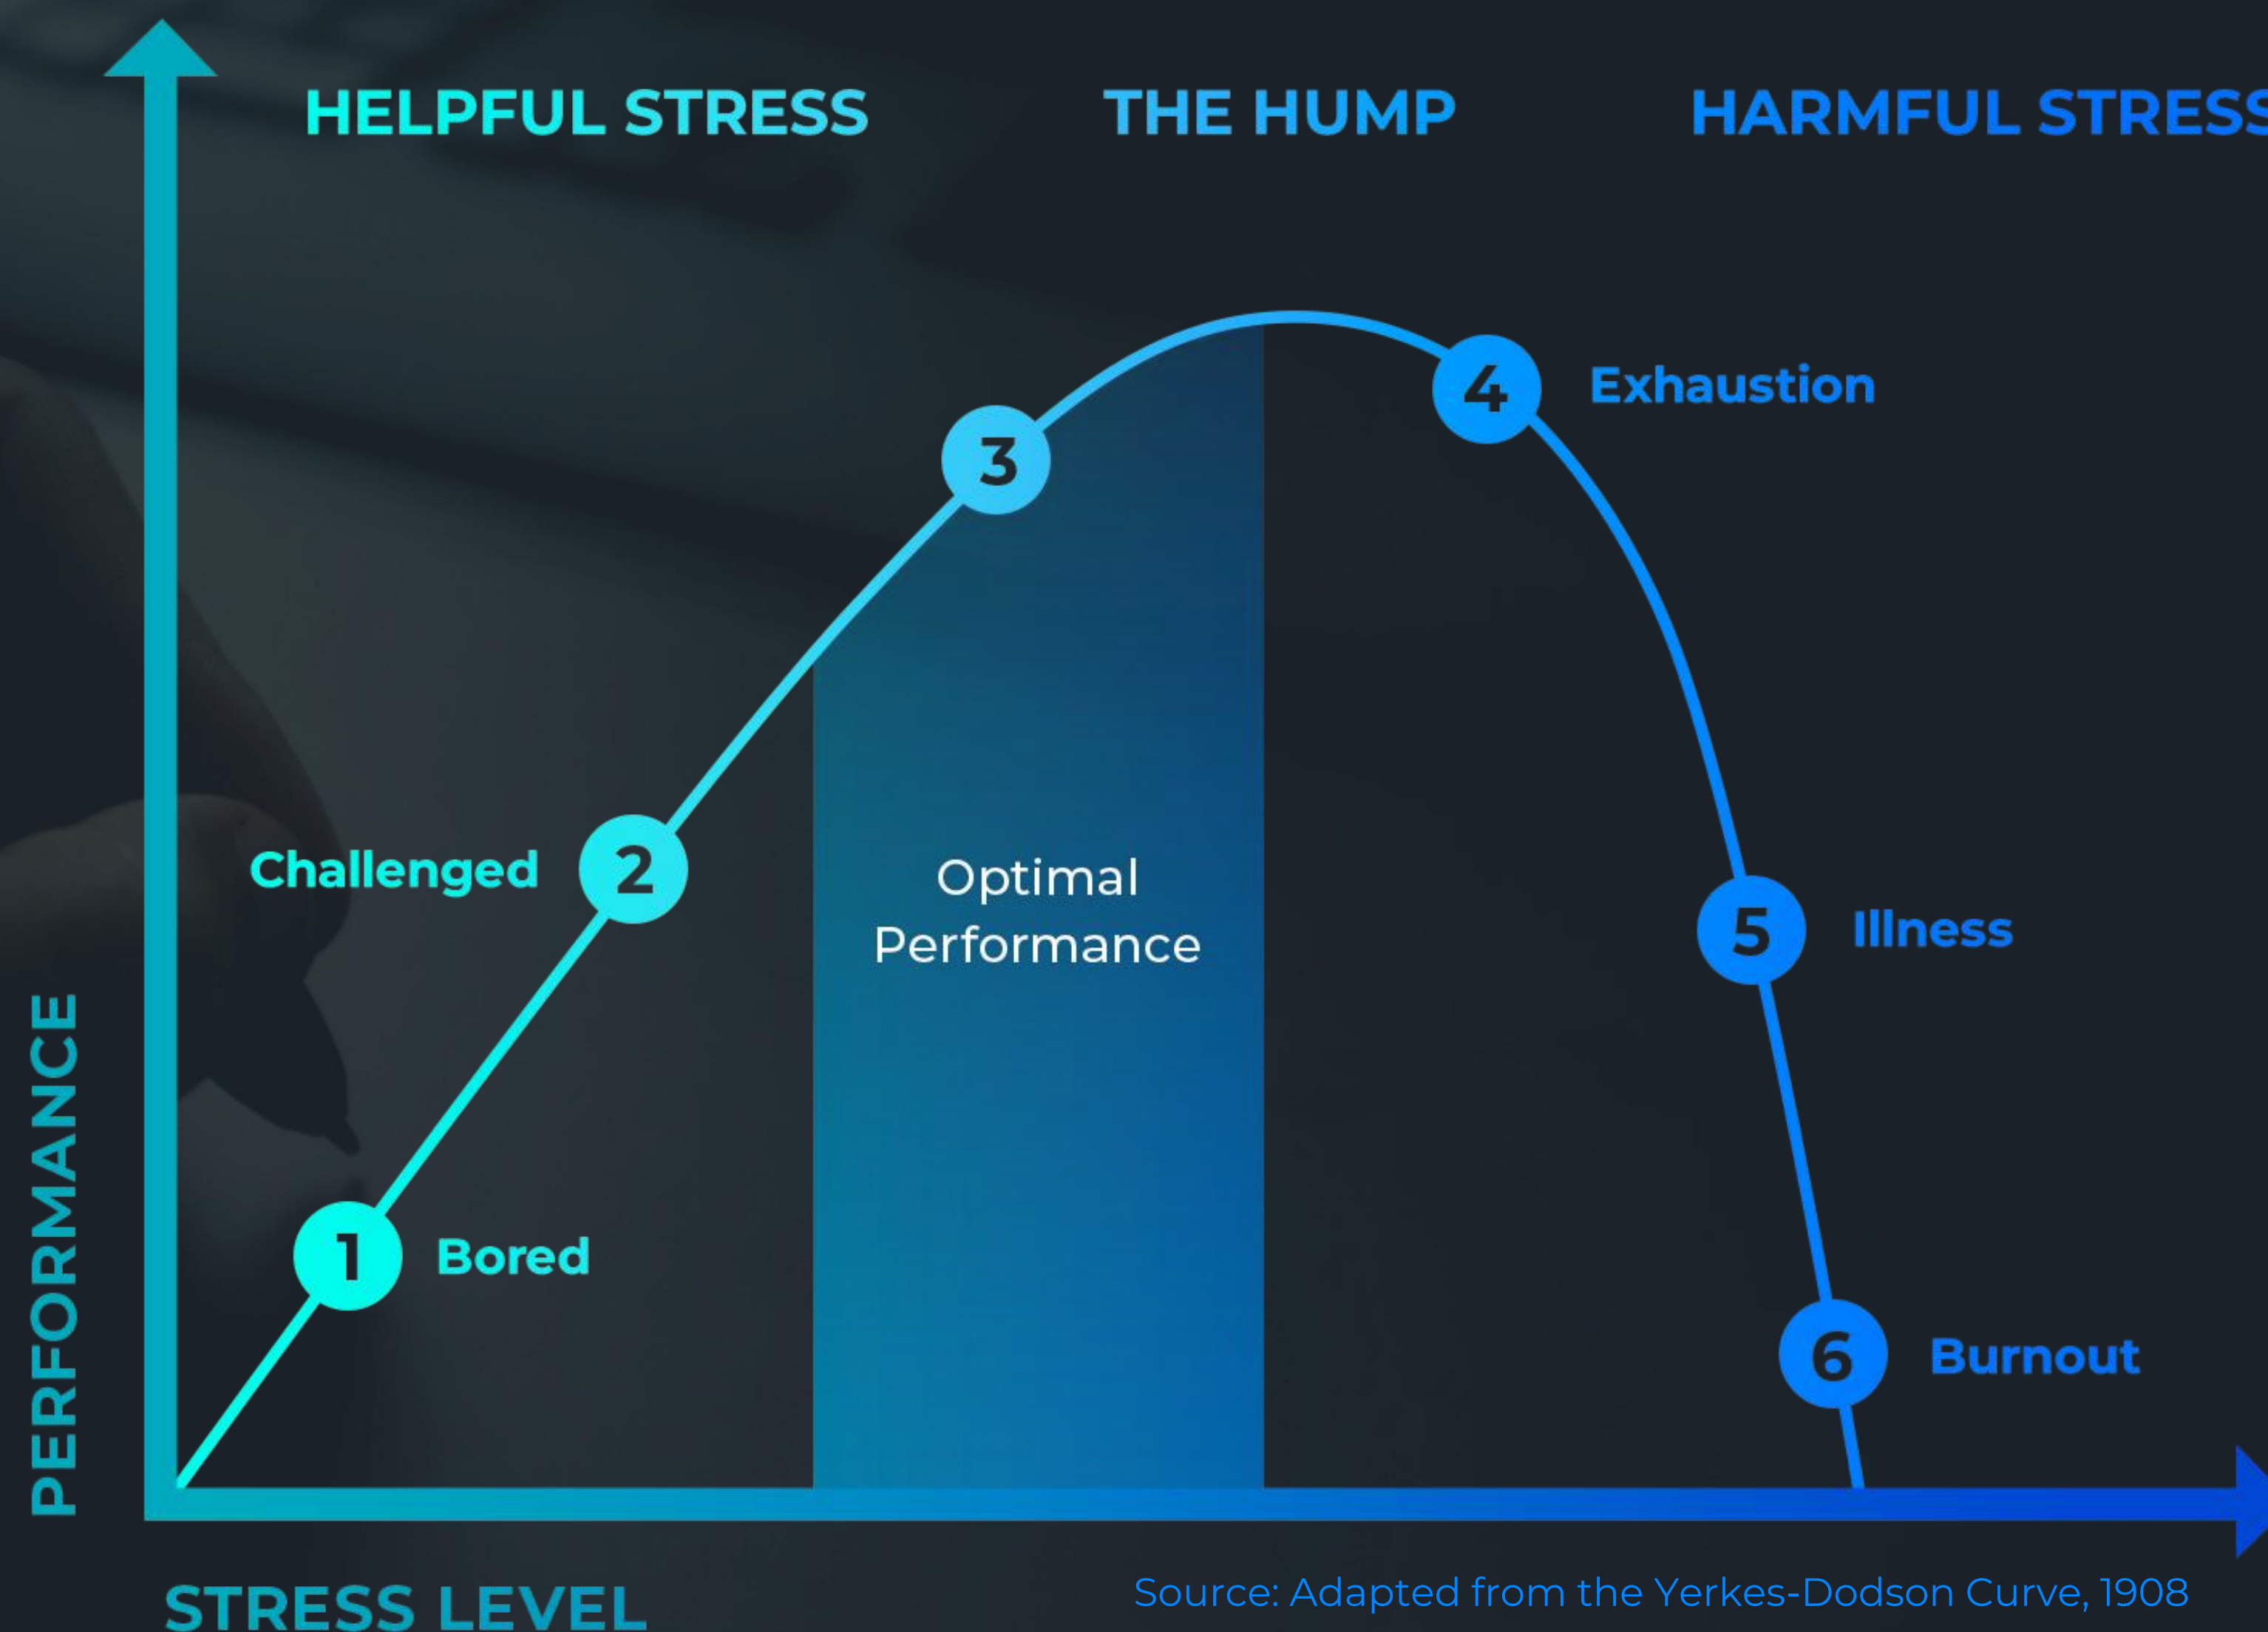 HELPFUL STRESS
THE HUMP
HARMFUL STRESS
4 Exhaustion
3
Challenged 2
Optimal
Performance
5 Illness
1 Bored
6 Burnout
PERFORMANCE
STRESS LEVEL
Source: Adapted from the Yerkes-Dodson Curve, 1908